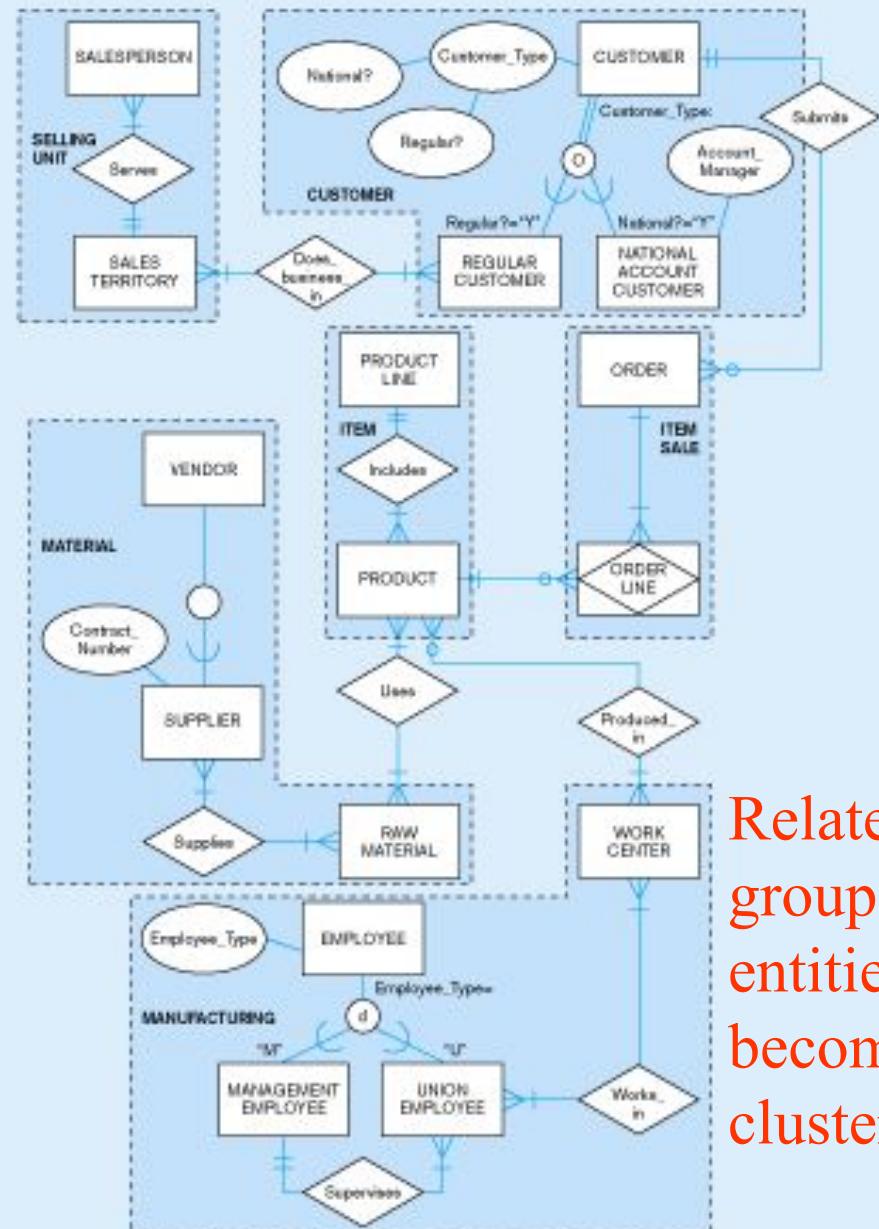 SALESPERSON
SELLING
UNIT
Serves
SALES
TERRITORY
Does_
business_
in
National?
Customer_Type
CUSTOMER
Regular?
Customer_Type:
O
Account_
Manager
CUSTOMER
Regular?="Y"
National?="Y"
REGULAR
CUSTOMER
NATIONAL
ACCOUNT
CUSTOMER
Submits
PRODUCT
LINE
ITEM
Includes
PRODUCT
ORDER
ITEM
SALE
ORDER
LINE
VENDOR
MATERIAL
Contract_
Number
SUPPLIER
Supplies
RAW
MATERIAL
Uses
Produced_
in
WORK
CENTER
Employee_Type
EMPLOYEE
Employee_Type=
MANUFACTURING
d
"M"
"U"
MANAGEMENT
EMPLOYEE
UNION
EMPLOYEE
Works_
in
Supervises
Relate
group
entitie
becom
cluster